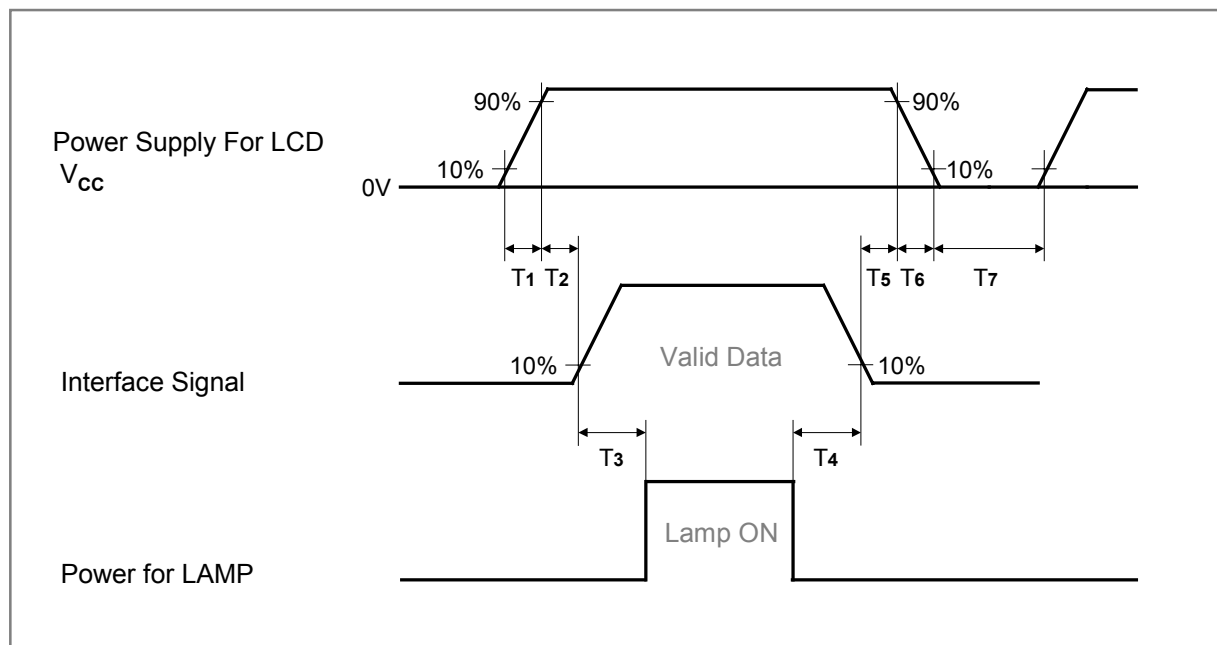 90%
90%
Power Supply For LCD
VCC
10%
10%
0V
T1 T2
T5 T6 T7
Valid Data
10%
10%
Interface Signal
T3
T4
Lamp ON
Power for LAMP